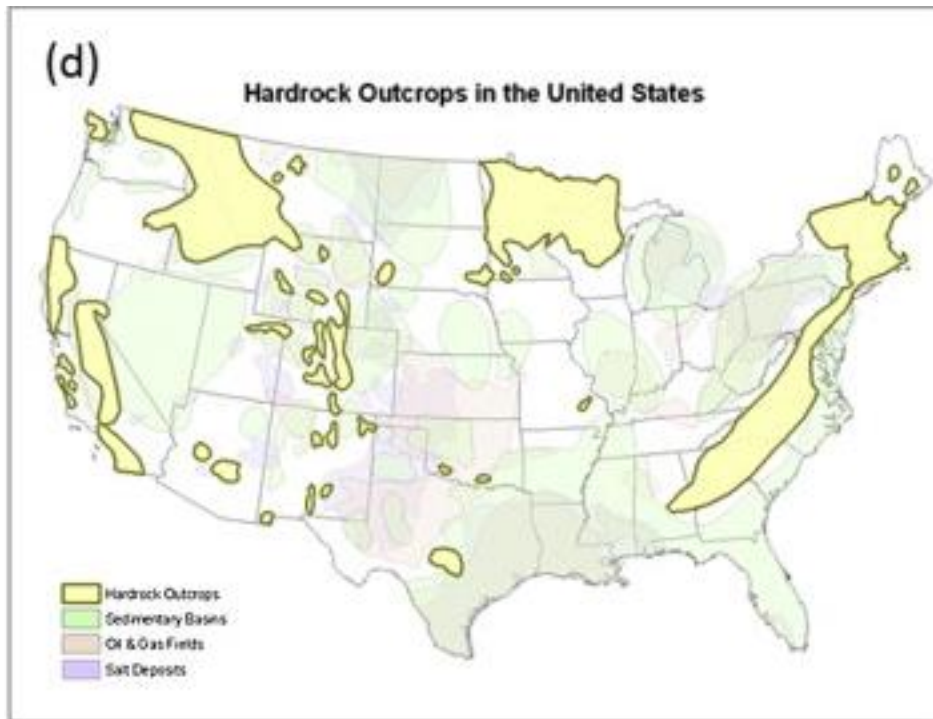 (d)
Hardrock Outcrops in the United States
Hardrock Outcrops
Sedimentary Basins
Oil & Gas Fields
Salt Deposits